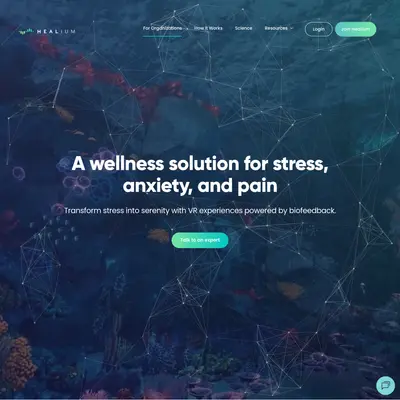 HEALIUM
For Organizations
How it Works
Science
Resources
Login
A wellness solution for stress,
anxiety, and pain
Transform stress into serenity with VR experiences powered by biofeedback.
Talk to an expert